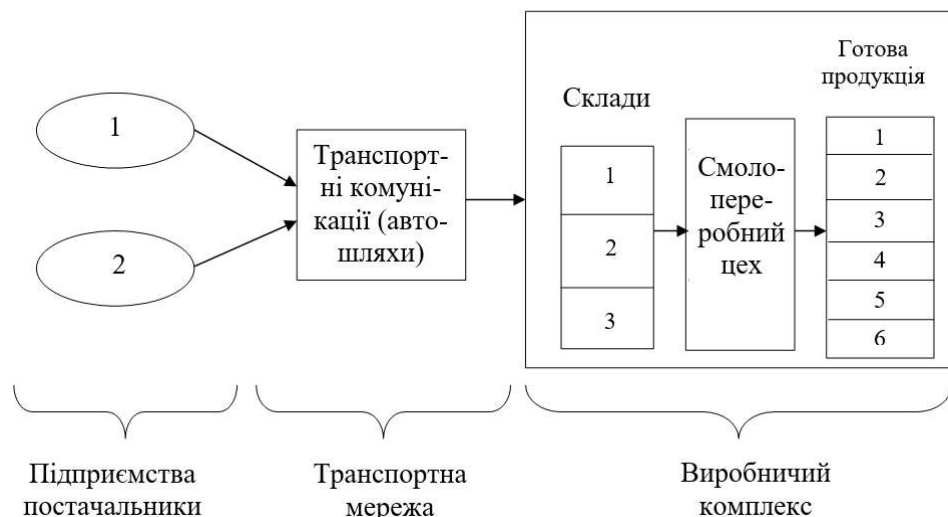 Готова
продукція
Склади
1
2
Транспорт-
ні комуні-
кації (авто-
шляхи)
1
2
3
Смоло-
пере-
робний
цех
1
2
3
4
5
6
Підприємства
постачальники
Транспортна
мережа
Виробничий
комплекс